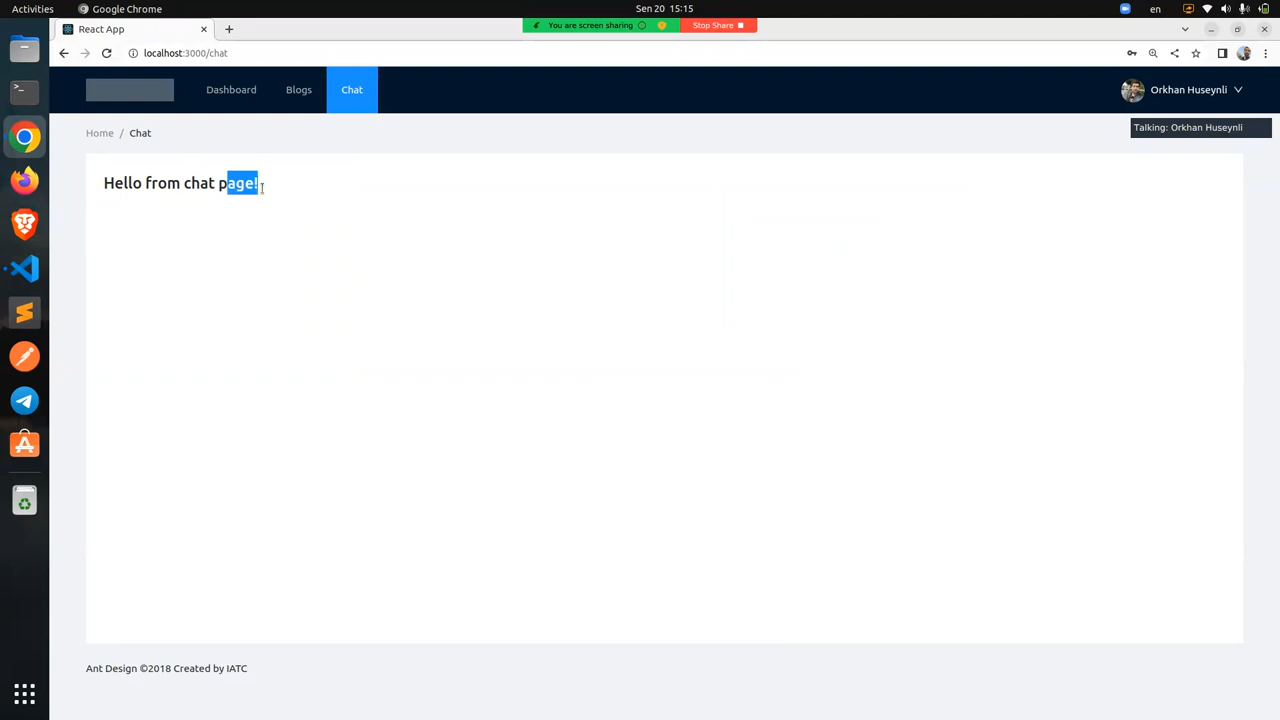 Activities
Google Chrome
Sen 20 15:15
en
React App
You are screen sharing
Stop Share
localhost:3000/chat
Dashboard
Blogs
Chat
Orkhan Huseynli
Home / Chat
Talking: Orkhan Huseynli
Hello from chat page!
Ant Design ©2018 Created by IATC